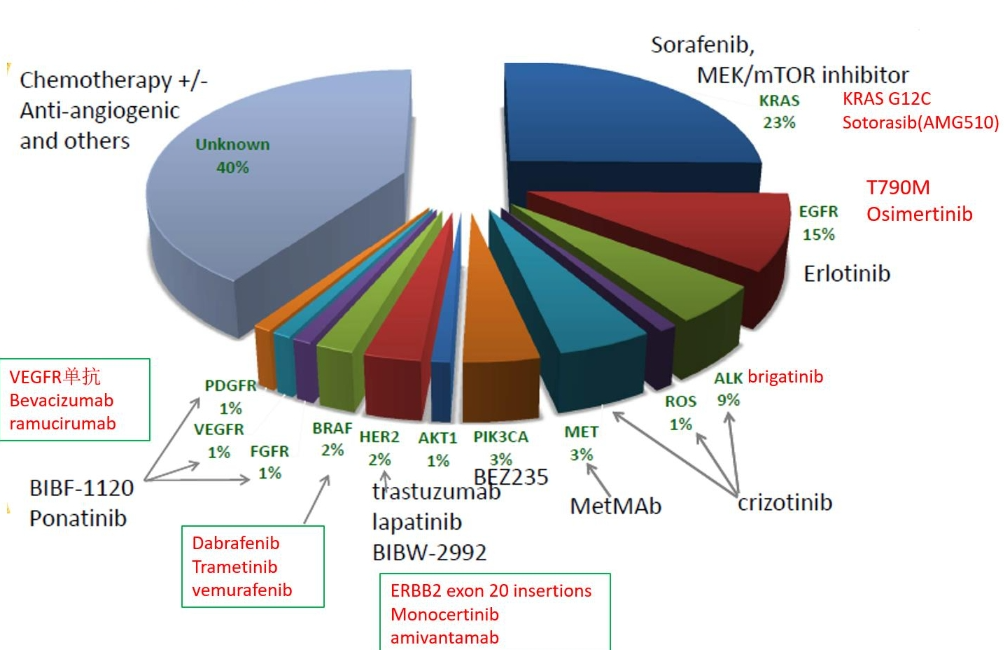 Sorafenib,
MEK/mTOR inhibitor
Chemotherapy +/-
Anti-angiogenic
and others
KRAS
23%
KRAS G12C
Sotorasib(AMG510)
Unknown
40%
T790M
Osimertinib
EGFR
15%
Erlotinib
VEGFR单抗
Bevacizumab
ramucirumab
PDGFR
1%
VEGFR
1%
FGFR
1%
BRAF
2%
HER2
2%
AKT1
1%
PIK3CA
3%
MET
3%
ROS
1%
ALK
9%
brigatinib
BIBF-1120
Ponatinib
BEZ235
trastuzumab
lapatinib
BIBW-2992
MetMAb
crizotinib
Dabrafenib
Trametinib
vemurafenib
ERBB2 exon 20 insertions
Monocertinib
amivantamab